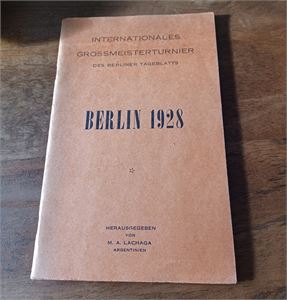 INTERNATIONALES
GROSSMEISTERTURNIER
DES BERLINER TAGEBLATTS
BERLIN 1928
HERAUSGEGEBEN
VON
M. A. LACHAGA
ARGENTINIEN